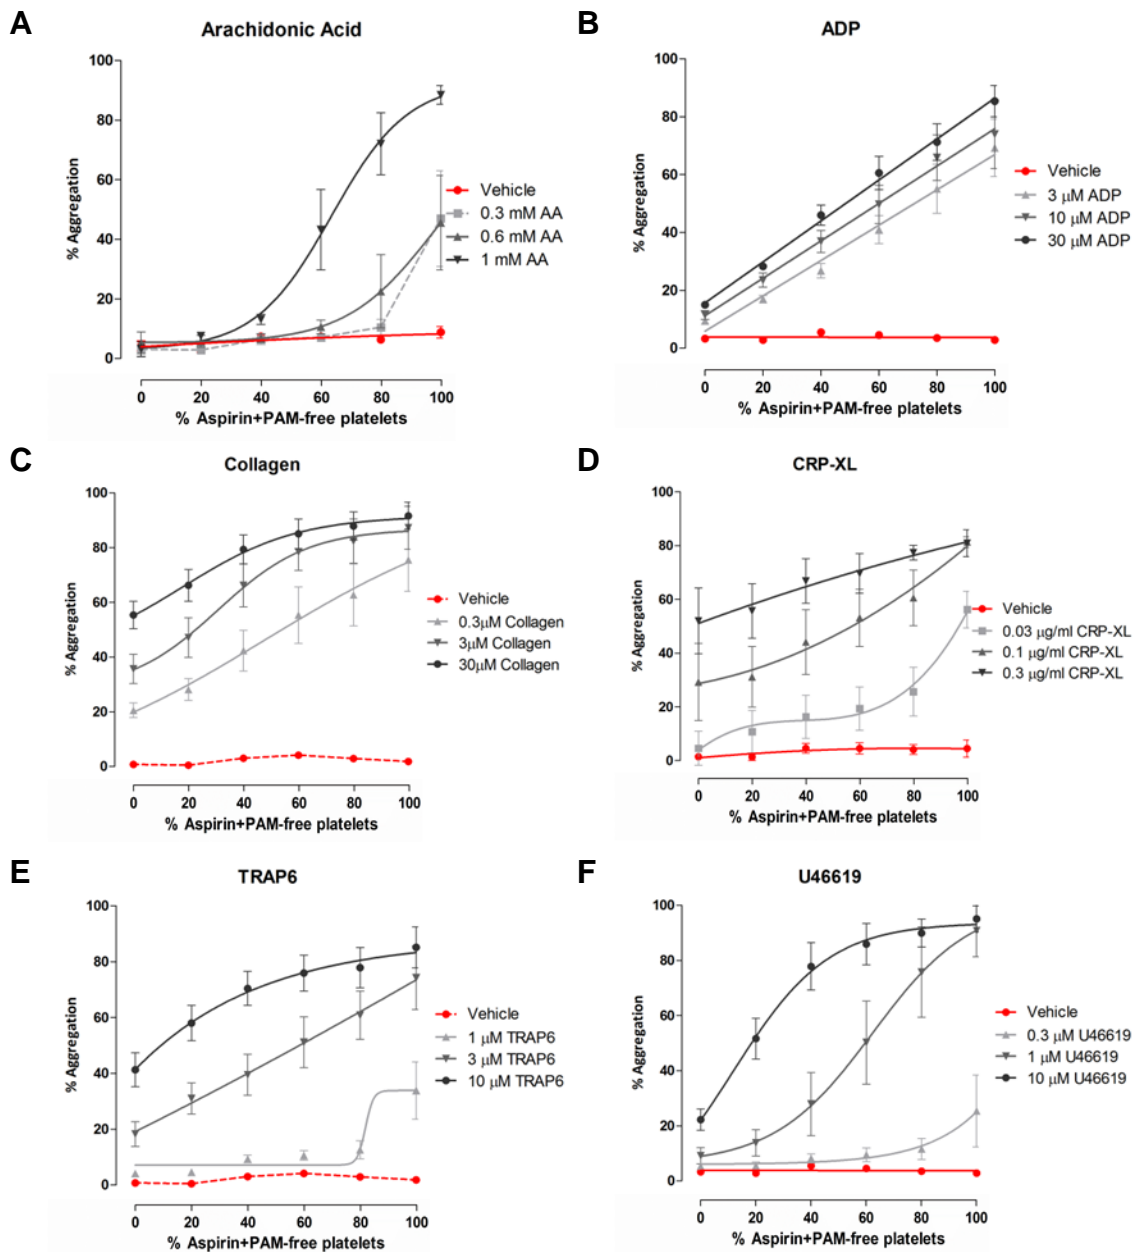 A
Arachidonic Acid
% Aggregation
100
80
60
40
20
0
0 20 40 60 80 100
% Aspirin+PAM-free platelets
Vehicle
0.3 mM AA
0.6 mM AA
1 mM AA
B
ADP
% Aggregation
100
80
60
40
20
0
0 20 40 60 80 100
% Aspirin+PAM-free platelets
Vehicle
3 μM ADP
10 μM ADP
30 μM ADP
C
Collagen
% Aggregation
100
80
60
40
20
0
0 20 40 60 80 100
% Aspirin+PAM-free platelets
Vehicle
0.3μM Collagen
3μM Collagen
30μM Collagen
D
CRP-XL
% Aggregation
100
80
60
40
20
0
0 20 40 60 80 100
% Aspirin+PAM-free platelets
Vehicle
0.03 μg/ml CRP-XL
0.1 μg/ml CRP-XL
0.3 μg/ml CRP-XL
E
TRAP6
% Aggregation
100
80
60
40
20
0
0 20 40 60 80 100
% Aspirin+PAM-free platelets
Vehicle
1 μM TRAP6
3 μM TRAP6
10 μM TRAP6
F
U46619
% Aggregation
100
80
60
40
20
0
0 20 40 60 80 100
% Aspirin+PAM-free platelets
Vehicle
0.3 μM U46619
1 μM U46619
10 μM U46619